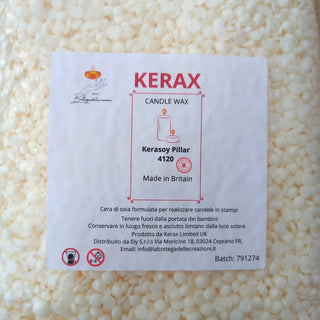 KERAX
CANDLE WAX
Kerasoy Pillar
4120
Made in Britain
Cera di soia formulata per realizzare candele in stampi
Tenere fuori dalla portata dei bambini
Conservare in luogo fresco e asciutto lontano dalla luce solare
Prodotto da Kerax Limited UK
Distribuito da Ely S.r.l.s Via Moricino 18, 03024 Ceprano FR.
Email: info@labottegadellecreazioni.it
Batch: 791274